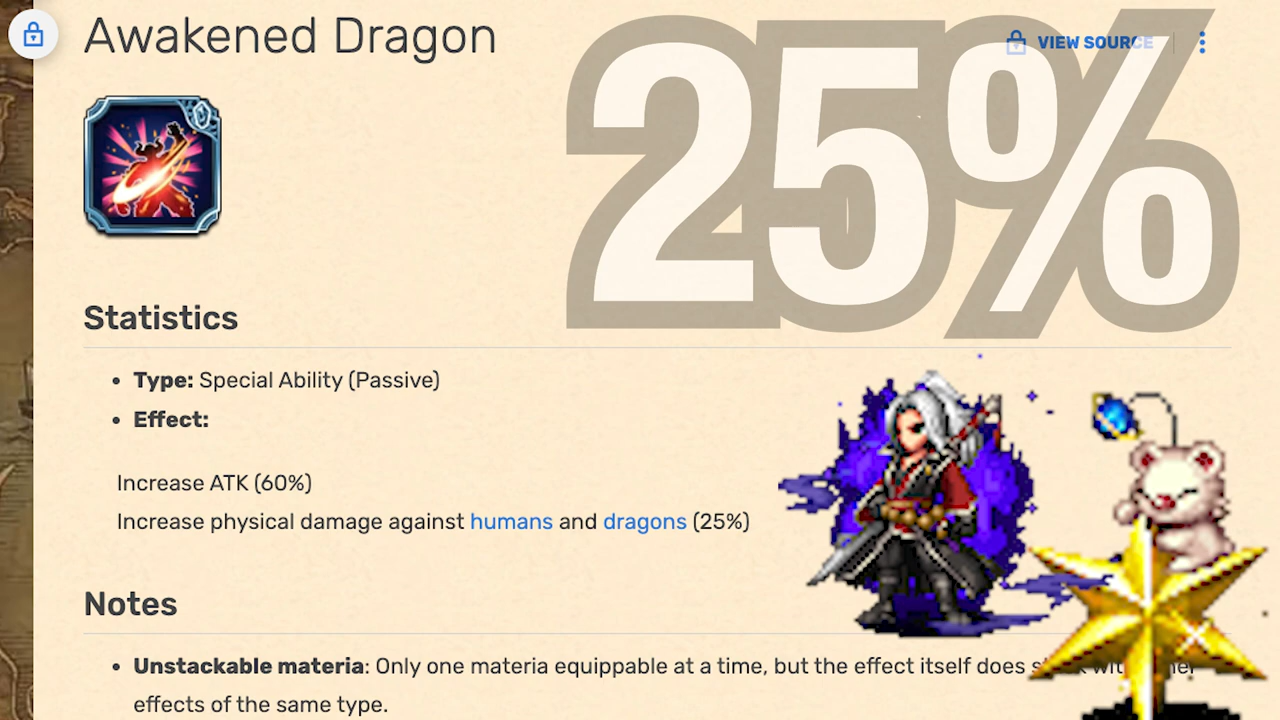 Awakened Dragon
25%
VIEW SOURCE
Statistics
Type: Special Ability (Passive)
Effect:
Increase ATK (60%)
Increase physical damage against humans and dragons (25%)
Notes
Unstackable materia: Only one materia equippable at a time, but the effect itself does
effects of the same type.